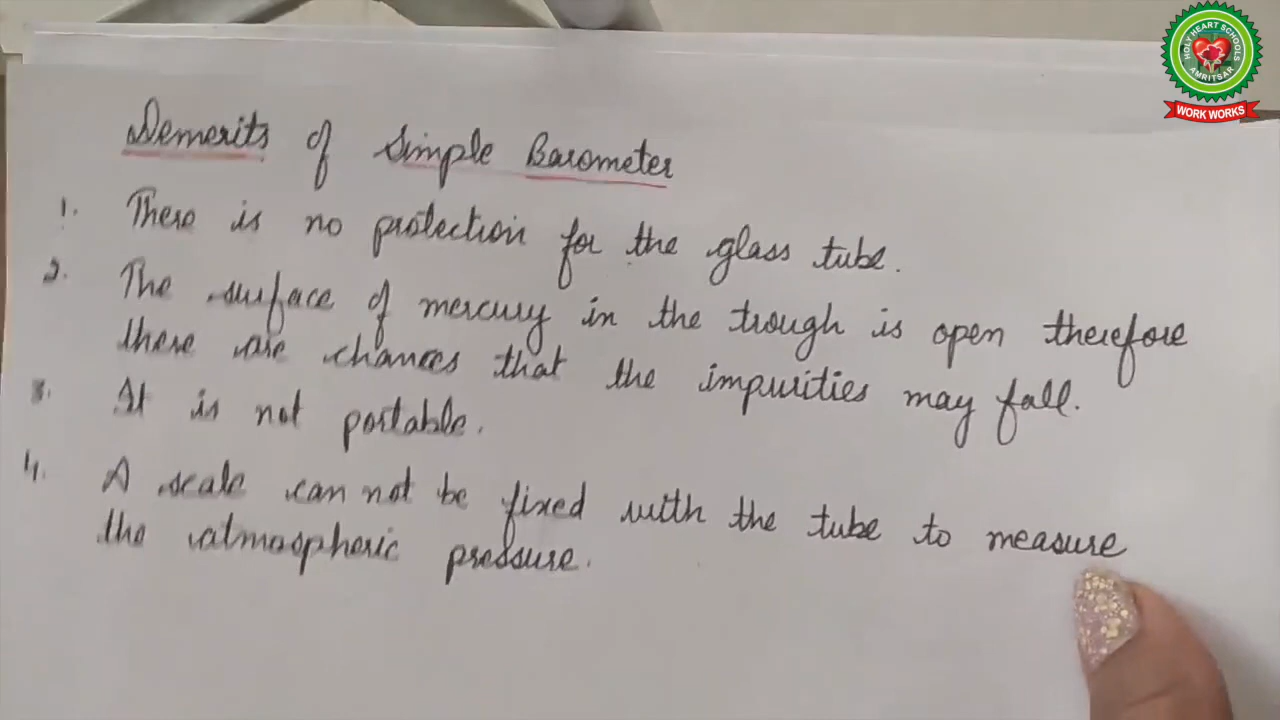 HOLY HEART SCHOOLS
AMRITSAR
WORK WORKS
Demerits of Simple Barometer
1. There is no protection for the glass tube.
2. The surface of mercury in the trough is open therefore
there are chances that the impurities may fall.
3. It is not portable.
4. A scale can not be fixed with the tube to measure
the atmospheric pressure.